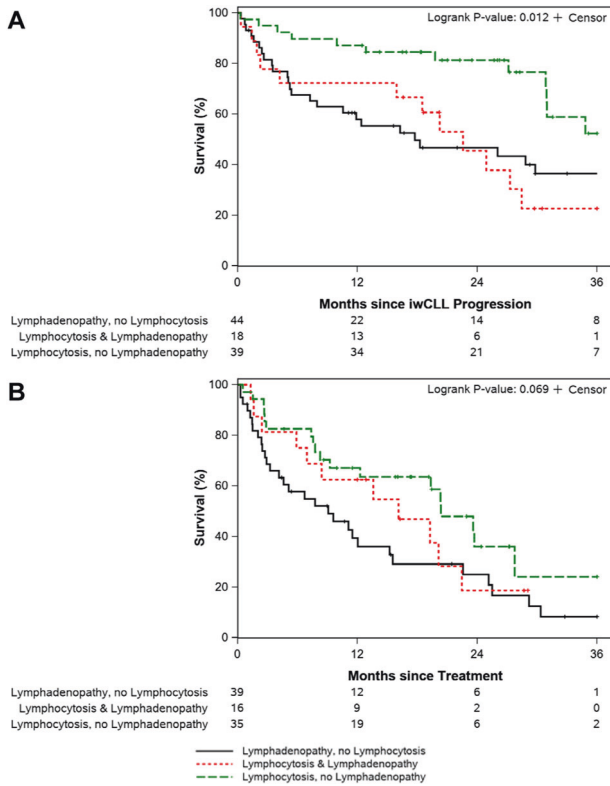 A
Logrank P-value: 0.012 + Censor
100
80
60
40
20
0
Survival (%)
0 12 24 36
Months since iwCLL Progression
Lymphadenopathy, no Lymphocytosis 44 22 14 8
Lymphocytosis & Lymphadenopathy 18 13 6 1
Lymphocytosis, no Lymphadenopathy 39 34 21 7
B
Logrank P-value: 0.069 + Censor
100
80
60
40
20
0
Survival (%)
0 12 24 36
Months since Treatment
Lymphadenopathy, no Lymphocytosis 39 12 6 1
Lymphocytosis & Lymphadenopathy 16 9 2 0
Lymphocytosis, no Lymphadenopathy 35 19 6 2
Lymphadenopathy, no Lymphocytosis
Lymphocytosis & Lymphadenopathy
Lymphocytosis, no Lymphadenopathy